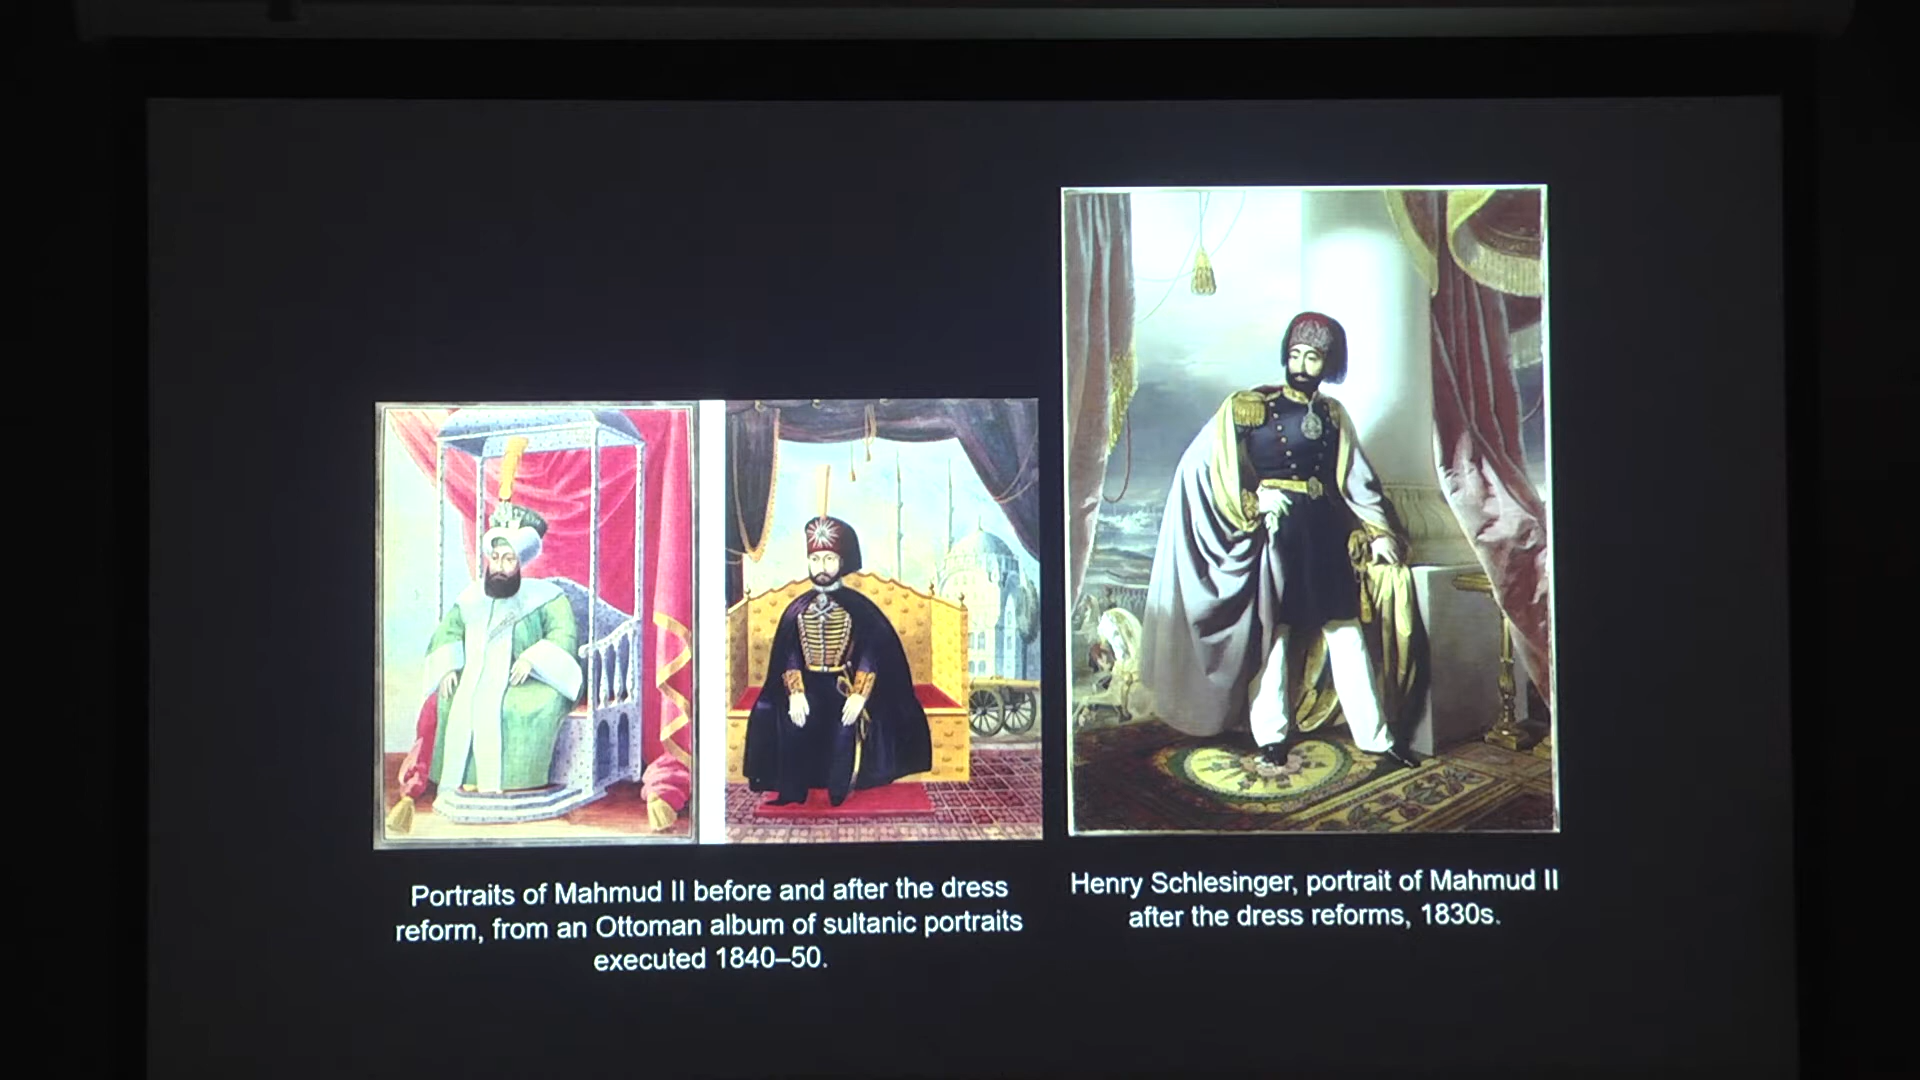 Portraits of Mahmud II before and after the dress
reform, from an Ottoman album of sultanic portraits
executed 1840–50.
Henry Schlesinger, portrait of Mahmud II
after the dress reforms, 1830s.